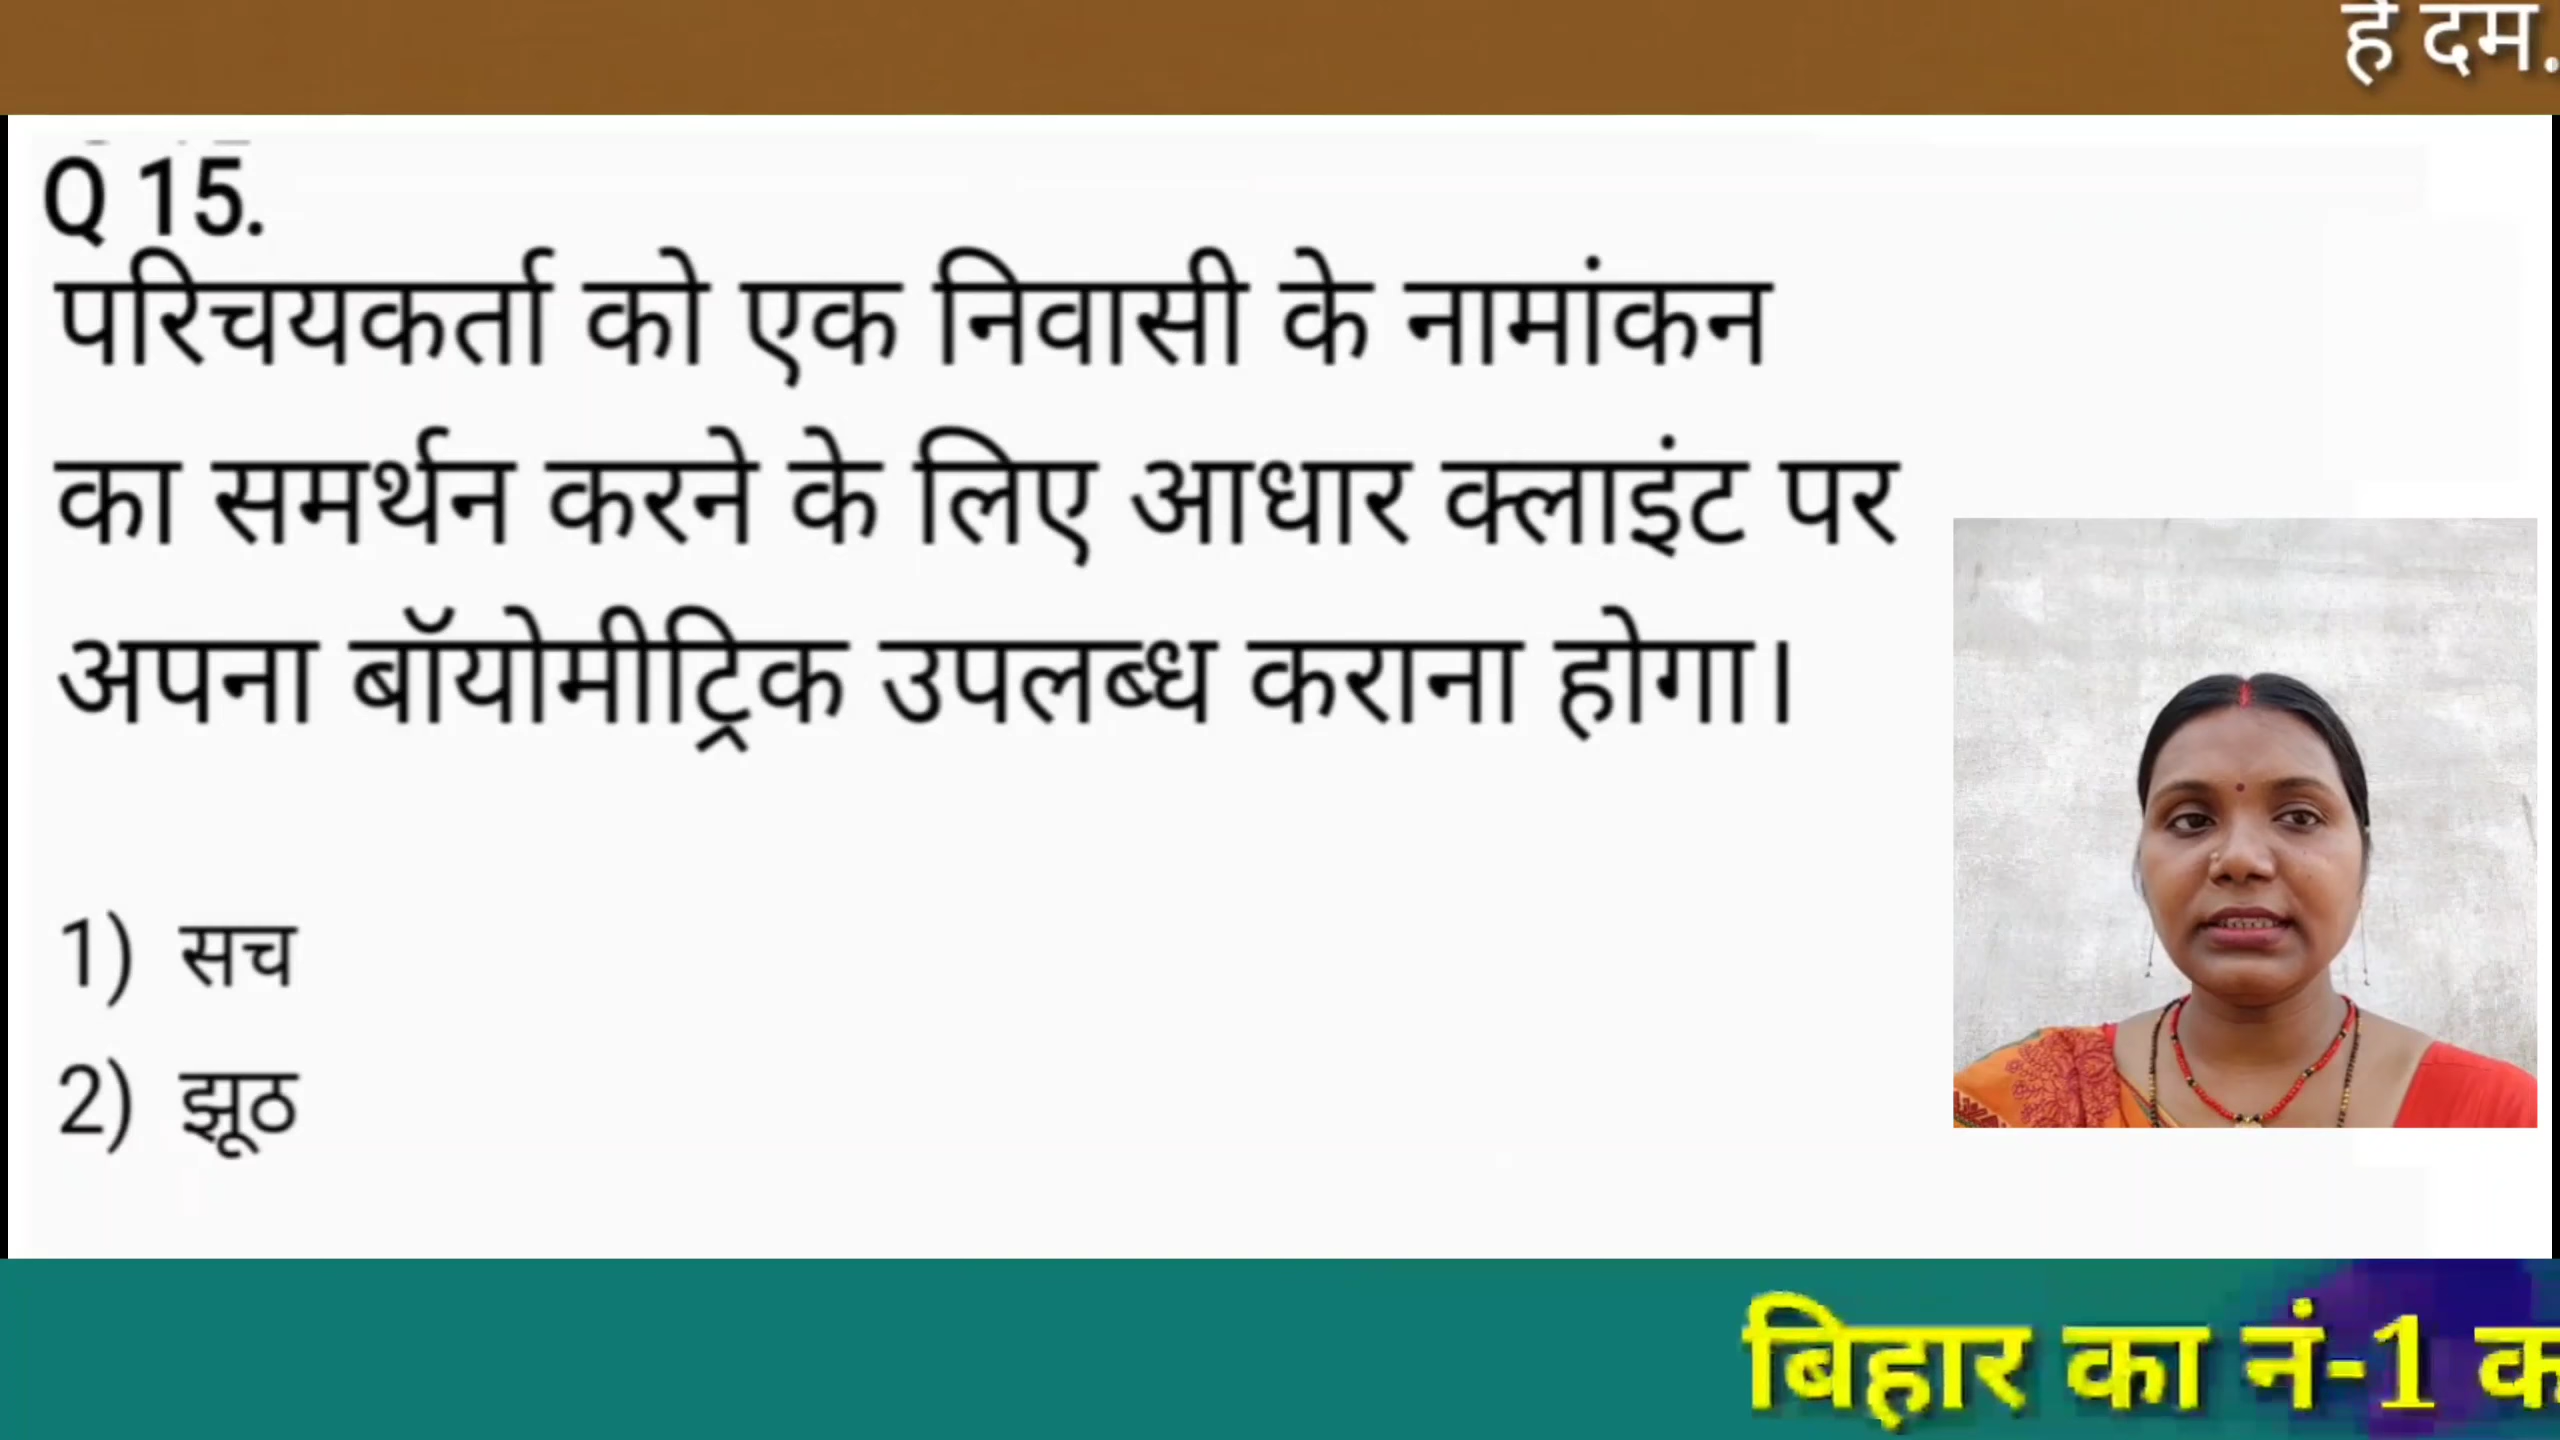 है दम.
Q 15.
परिचयकर्ता को एक निवासी के नामांकन
का समर्थन करने के लिए आधार क्लाइंट पर
अपना बॉयोमीट्रिक उपलब्ध कराना होगा।
1) सच
2) झूठ
बिहार का नं-1